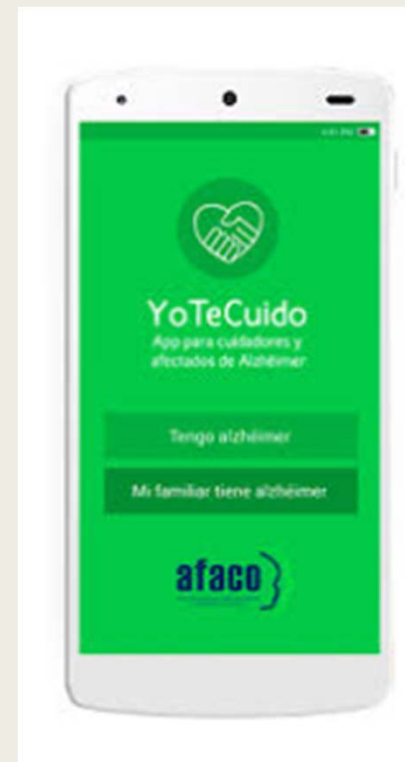 YoTeCuido
App para cuidadores y
afectados de Alzhéimer
Tengo alzhéimer
Mi familiar tiene alzhéimer
afaco